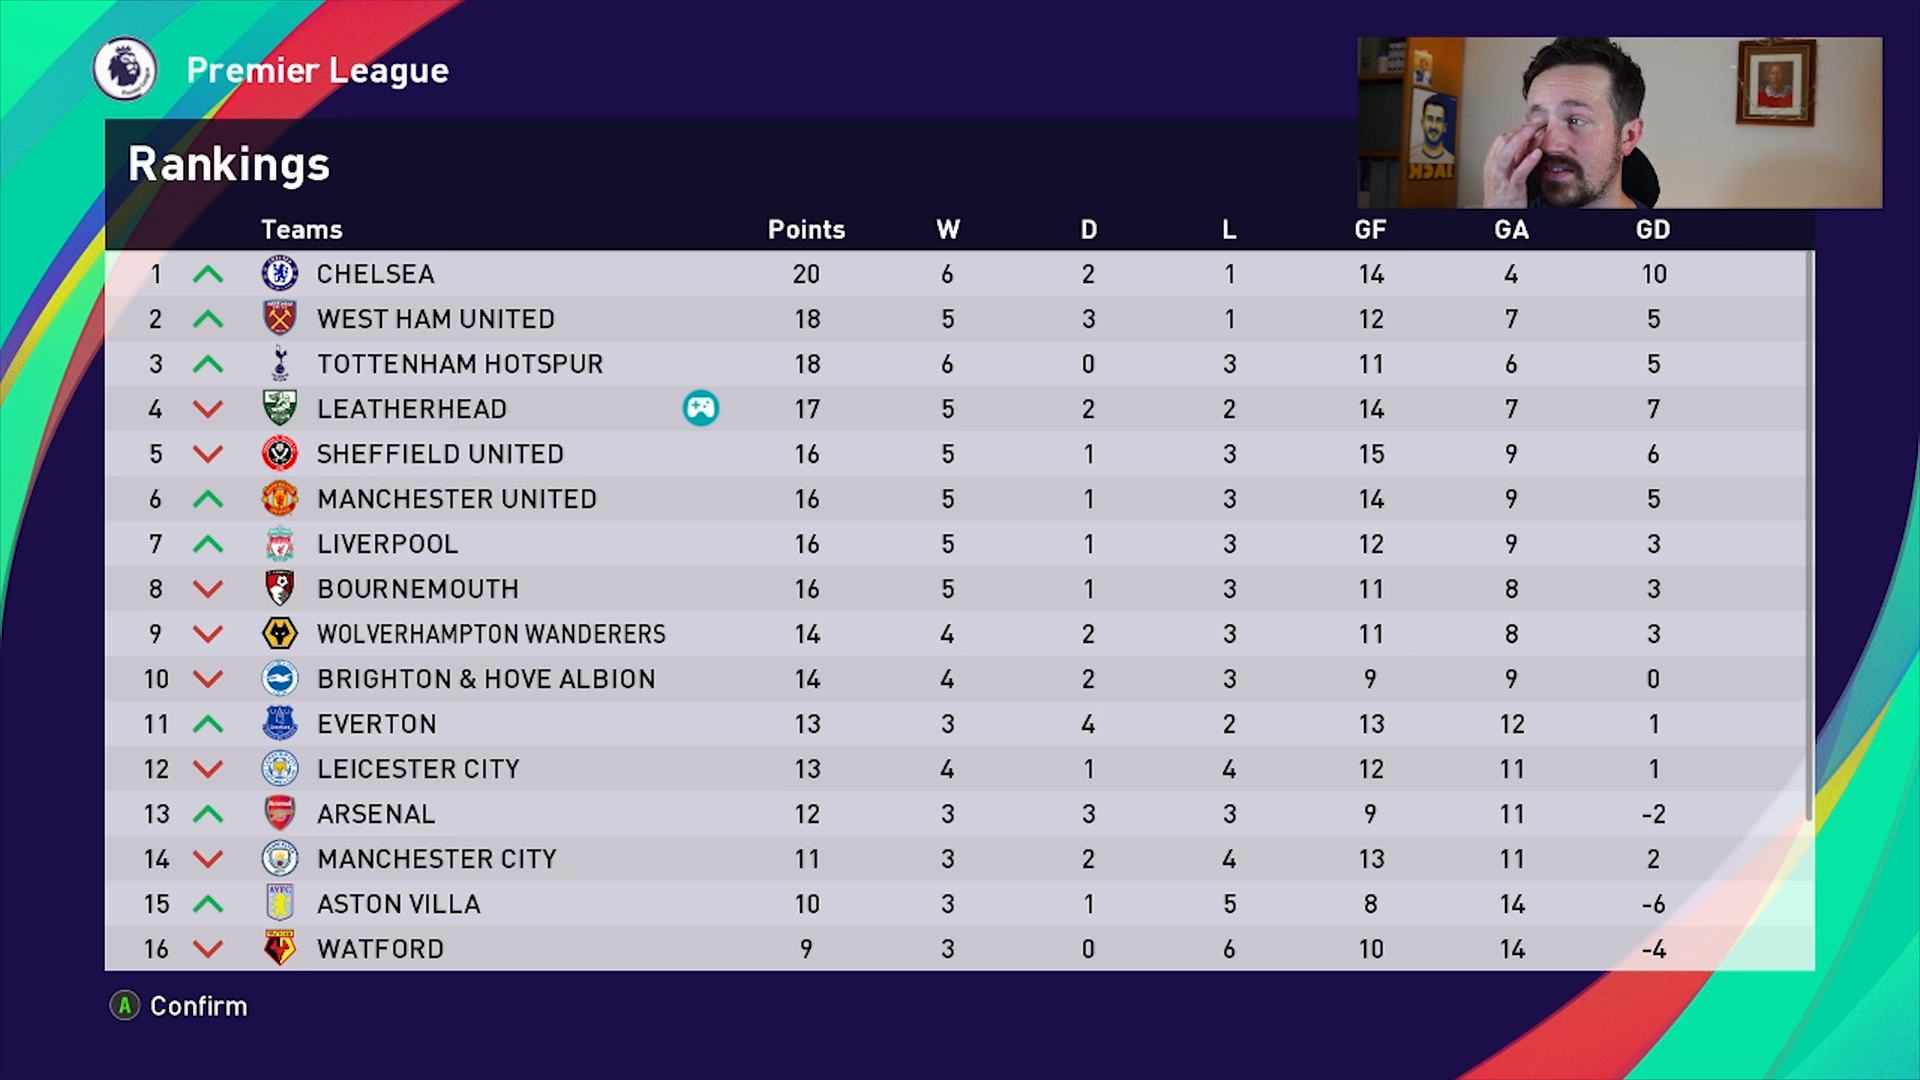 Premier League
Rankings
Teams Points W D L GF GA GD
1 CHELSEA 20 6 2 1 14 4 10
2 WEST HAM UNITED 18 5 3 1 12 7 5
3 TOTTENHAM HOTSPUR 18 6 0 3 11 6 5
4 LEATHERHEAD 17 5 2 2 14 7 7
5 SHEFFIELD UNITED 16 5 1 3 15 9 6
6 MANCHESTER UNITED 16 5 1 3 14 9 5
7 LIVERPOOL 16 5 1 3 12 9 3
8 BOURNEMOUTH 16 5 1 3 11 8 3
9 WOLVERHAMPTON WANDERERS 14 4 2 3 11 8 3
10 BRIGHTON & HOVE ALBION 14 4 2 3 9 9 0
11 EVERTON 13 3 4 2 13 12 1
12 LEICESTER CITY 13 4 1 4 12 11 1
13 ARSENAL 12 3 3 3 9 11 -2
14 MANCHESTER CITY 11 3 2 4 13 11 2
15 ASTON VILLA 10 3 1 5 8 14 -6
16 WATFORD 9 3 0 6 10 14 -4
A Confirm
JACK